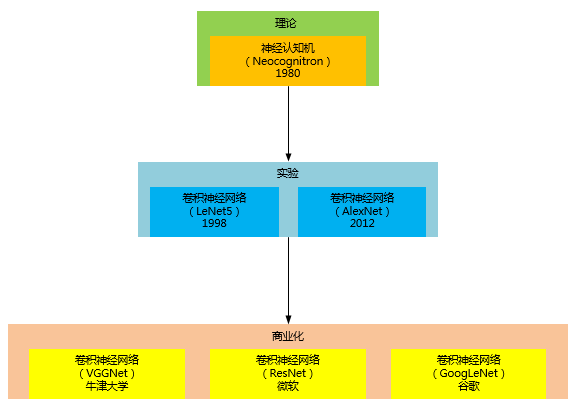 理论
神经认知机
（Neocognitron）
1980
实验
卷积神经网络
（LeNet5）
1998
卷积神经网络
（AlexNet）
2012
商业化
卷积神经网络
（VGGNet）
牛津大学
卷积神经网络
（ResNet）
微软
卷积神经网络
（GoogLeNet）
谷歌